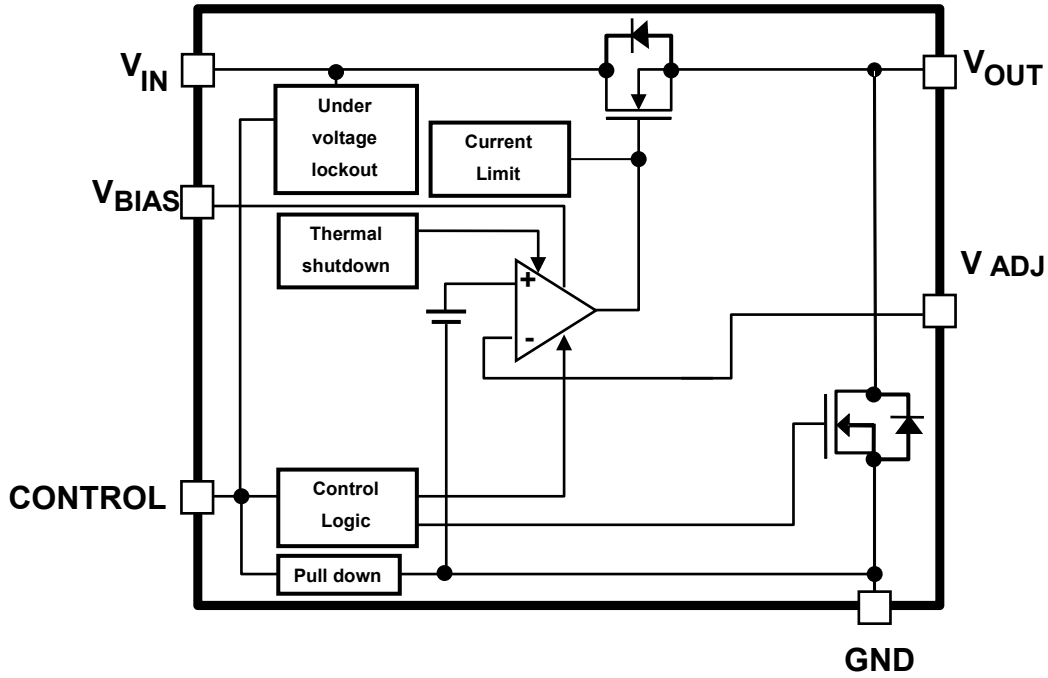 VIN
VOUT
Under
voltage
lockout
Current
Limit
VBIAS
Thermal
shutdown
V ADJ
+
-
CONTROL
Control
Logic
Pull down
GND